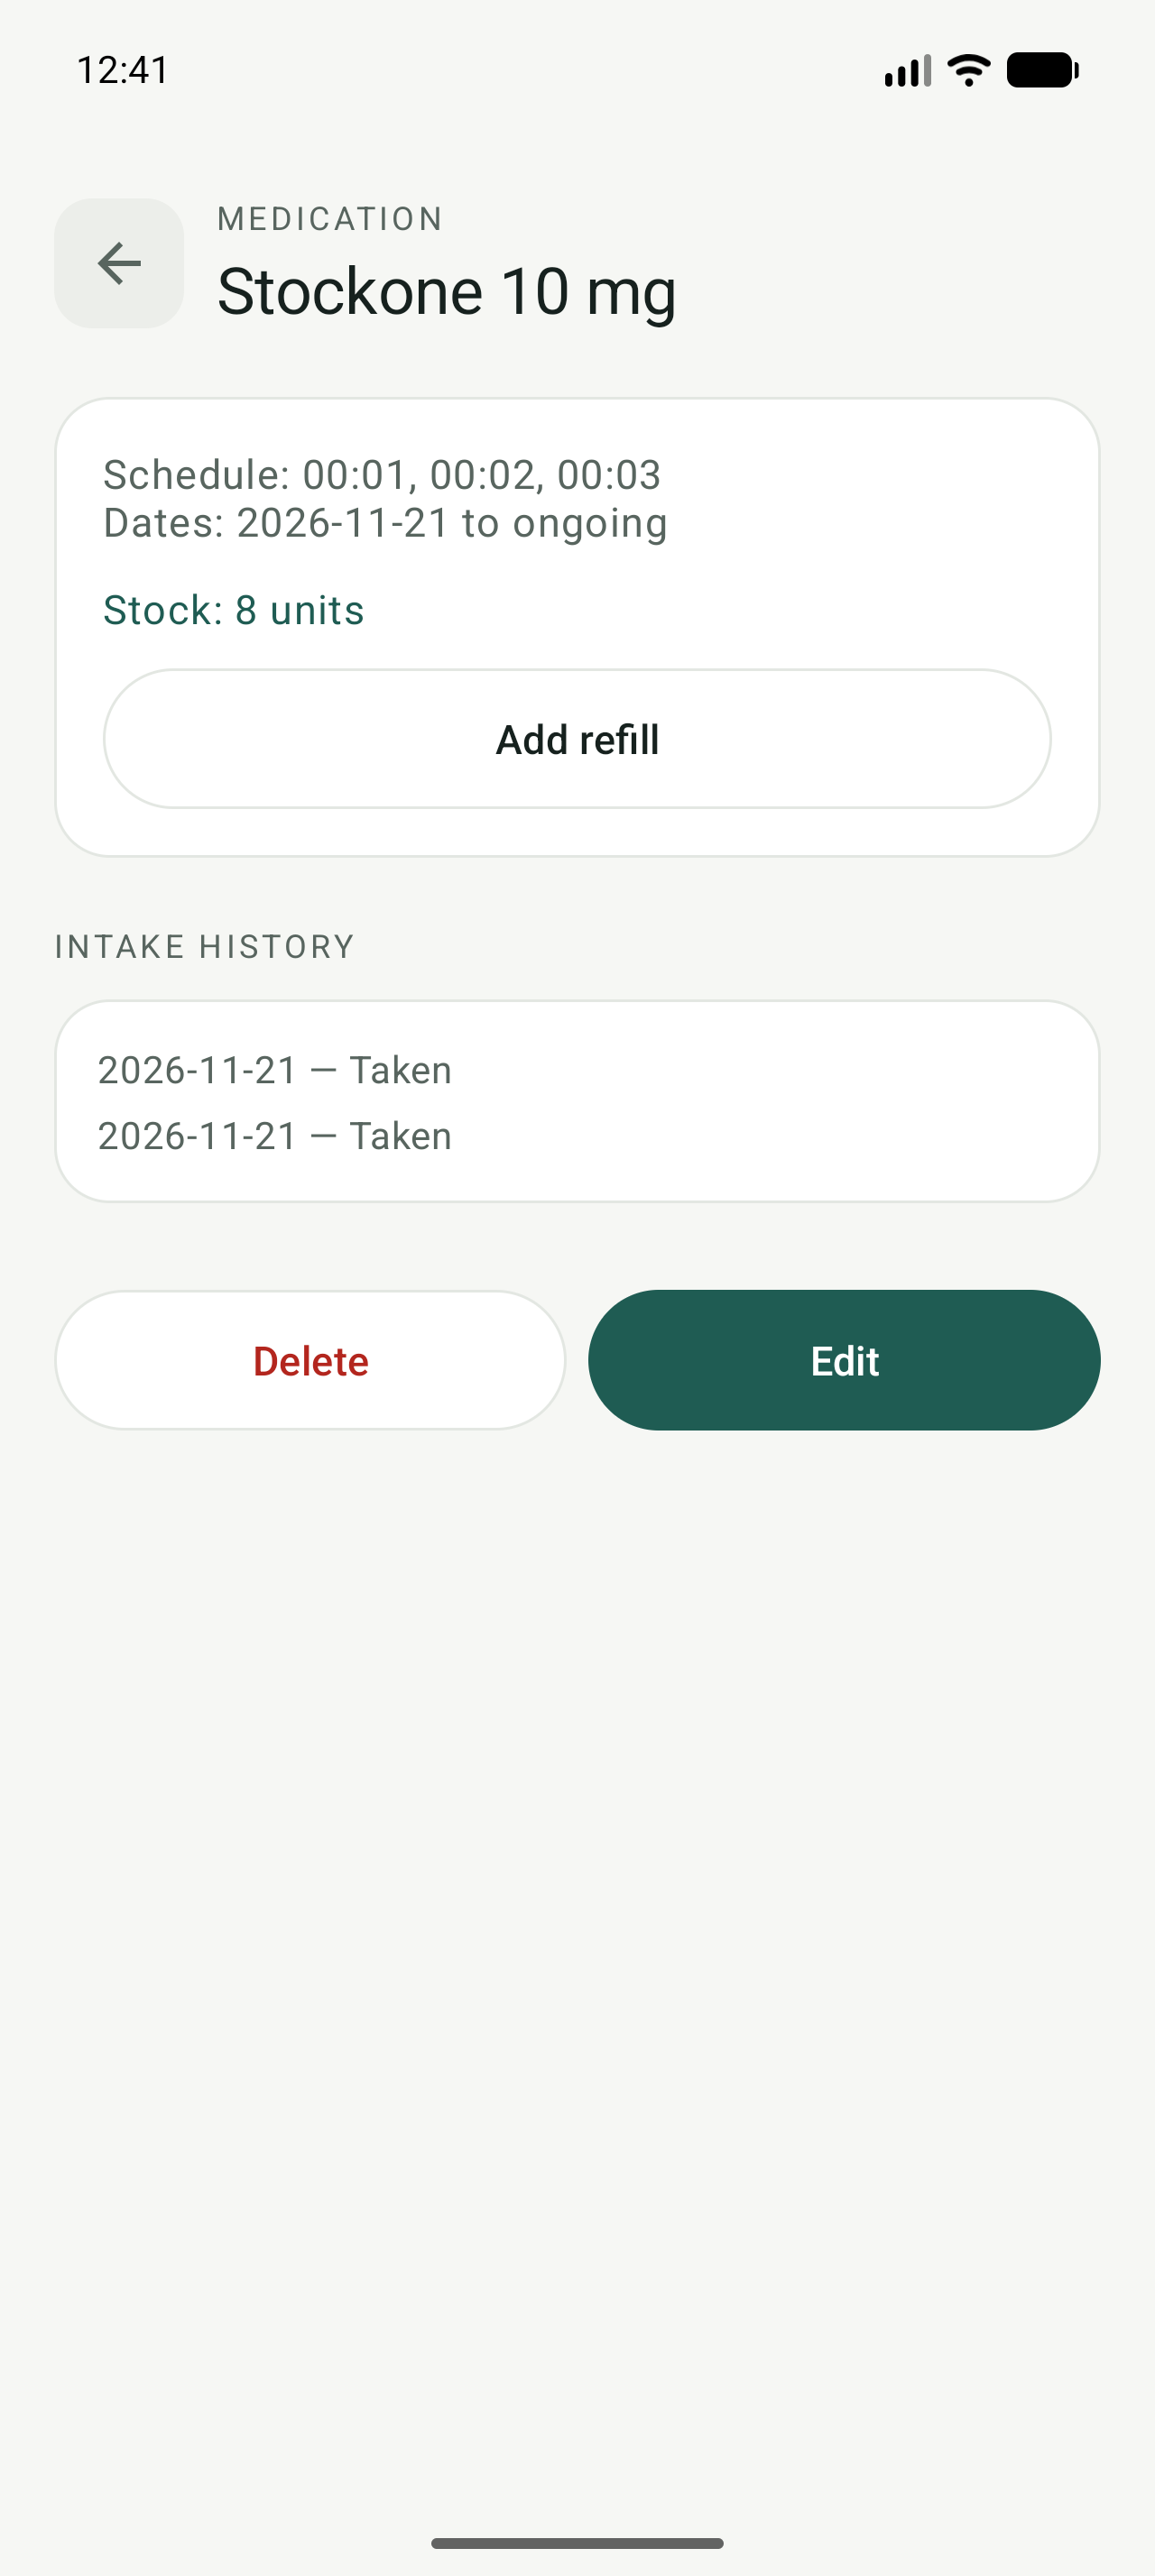 12:41
MEDICATION
Stockone 10 mg
Schedule: 00:01, 00:02, 00:03
Dates: 2026-11-21 to ongoing
Stock: 8 units
Add refill
INTAKE HISTORY
2026-11-21 — Taken
2026-11-21 — Taken
Delete
Edit